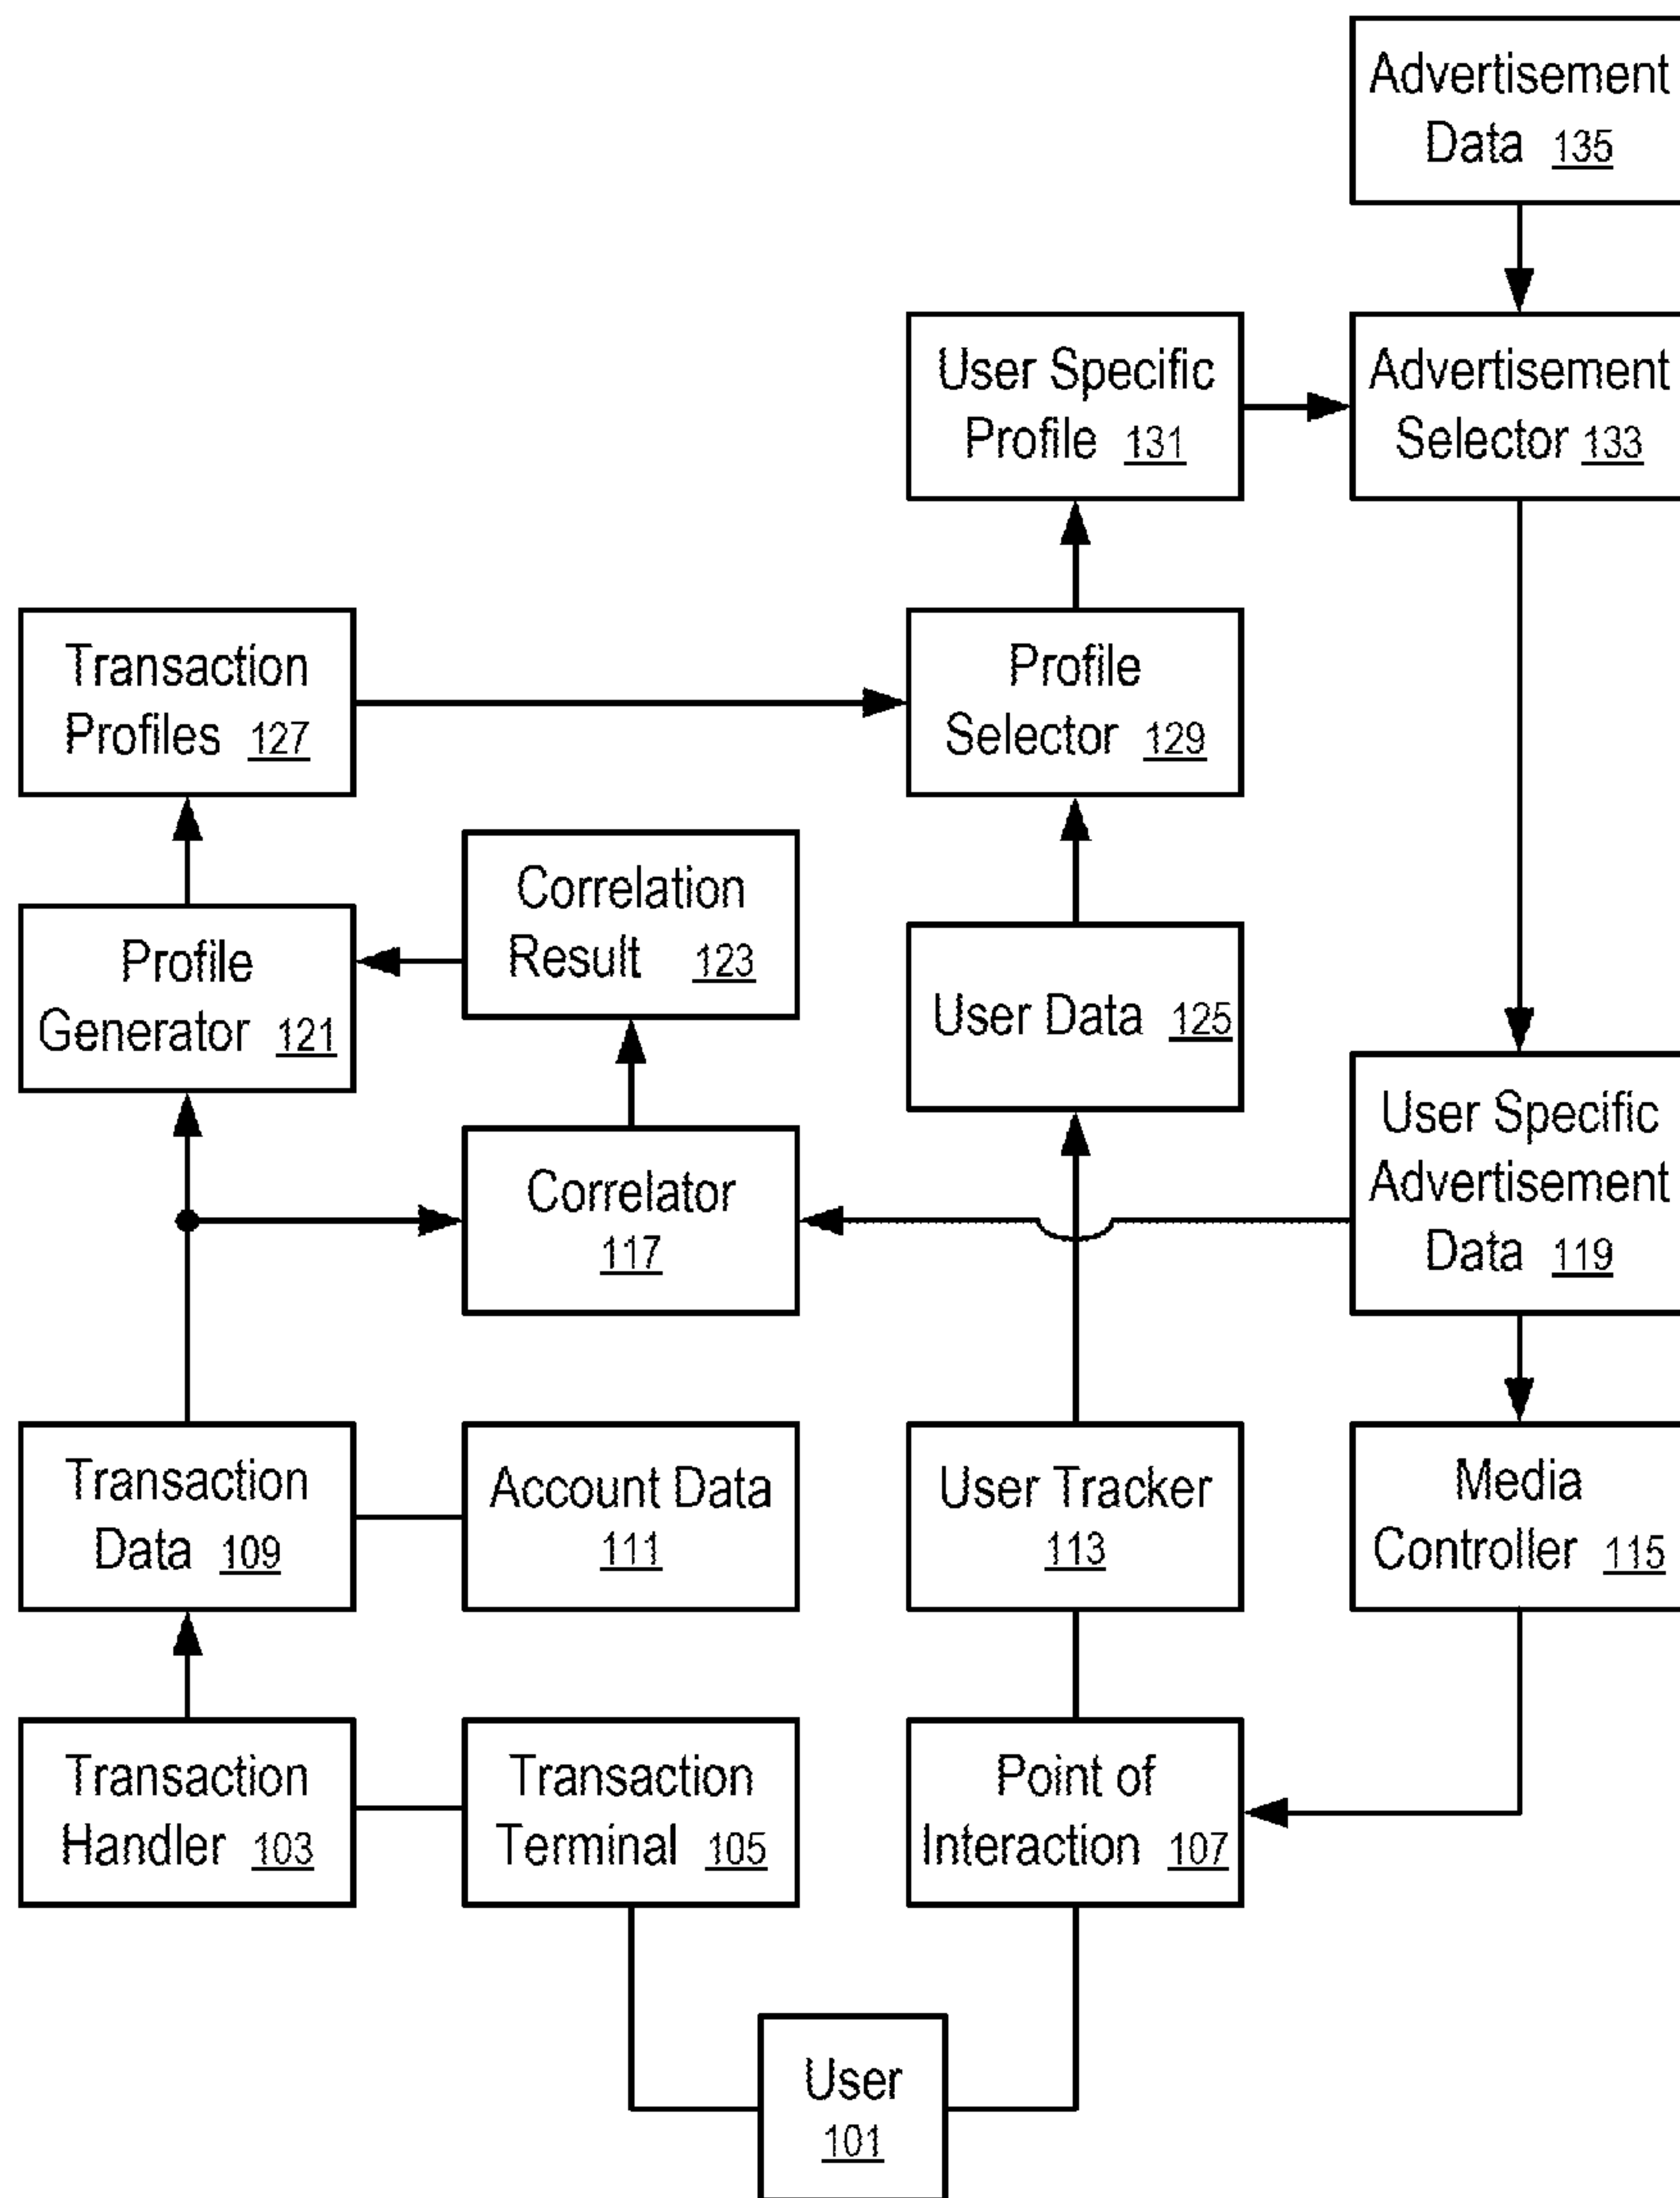 Advertisement
Data 135
User Specific
Profile 131
Advertisement
Selector 133
Transaction
Profiles 127
Profile
Selector 129
Correlation
Result 123
Profile
Generator 121
User Data 125
User Specific
Advertisement
Data 119
Correlator
117
Transaction
Data 109
Account Data
111
User Tracker
113
Media
Controller 115
Transaction
Handler 103
Transaction
Terminal 105
Point of
Interaction 107
User
101